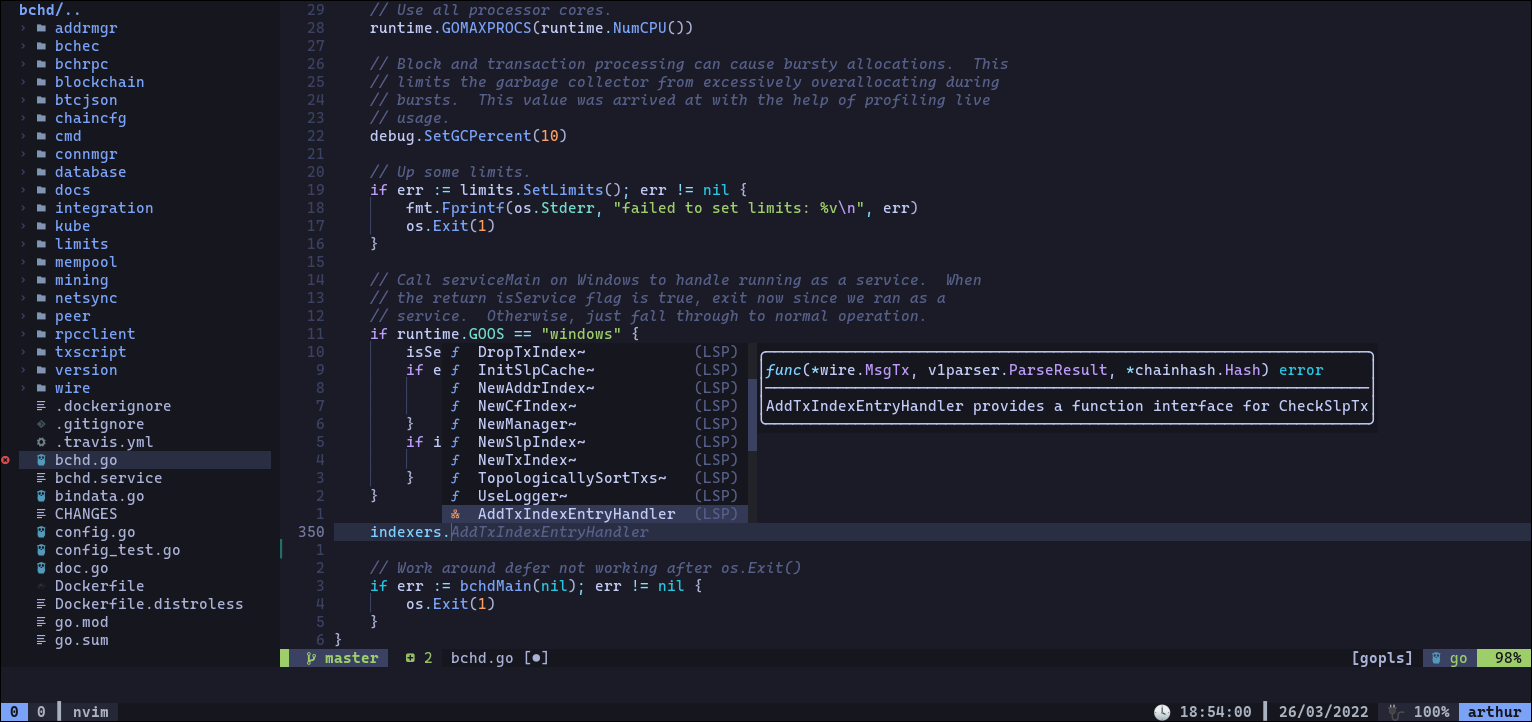 bchd/..
addrmgr
bchec
bchrpc
blockchain
btcjson
chaincfg
cmd
connmgr
database
docs
integration
kube
limits
mempool
mining
netsync
peer
rpcclient
txscript
version
wire
.dockerignore
.gitignore
.travis.yml
bchd.go
bchd.service
bindata.go
CHANGES
config.go
config_test.go
doc.go
Dockerfile
Dockerfile.distroless
go.mod
go.sum
29 // Use all processor cores.
28 runtime.GOMAXPROCS(runtime.NumCPU())
27
26 // Block and transaction processing can cause bursty allocations.  This
25 // limits the garbage collector from excessively overallocating during
24 // bursts.  This value was arrived at with the help of profiling live
23 // usage.
22 debug.SetGCPercent(10)
21
20 // Up some limits.
19 if err := limits.SetLimits(); err != nil {
18 fmt.Fprintf(os.Stderr, "failed to set limits: %v\n", err)
17 os.Exit(1)
16 }
15
14 // Call serviceMain on Windows to handle running as a service.  When
13 // the return isService flag is true, exit now since we ran as a
12 // service.  Otherwise, just fall through to normal operation.
11 if runtime.GOOS == "windows" {
10 isSe ƒ DropTxIndex~ (LSP)
9 if e ƒ InitSlpCache~ (LSP)
8 ƒ NewAddrIndex~ (LSP)
7 ƒ NewCfIndex~ (LSP)
6 } ƒ NewManager~ (LSP)
5 if i ƒ NewSlpIndex~ (LSP)
4 ƒ NewTxIndex~ (LSP)
3 } ƒ TopologicallySortTxs~ (LSP)
2 } ƒ UseLogger~ (LSP)
1 AddTxIndexEntryHandler (LSP)
func(*wire.MsgTx, v1parser.ParseResult, *chainhash.Hash) error
AddTxIndexEntryHandler provides a function interface for CheckSlpTx
350 indexers.AddTxIndexEntryHandler
1
2 // Work around defer not working after os.Exit()
3 if err := bchdMain(nil); err != nil {
4 os.Exit(1)
5 }
6 }
master 2 bchd.go [●] [gopls] go 98%
0 0 nvim 18:54:00 26/03/2022 100% arthur